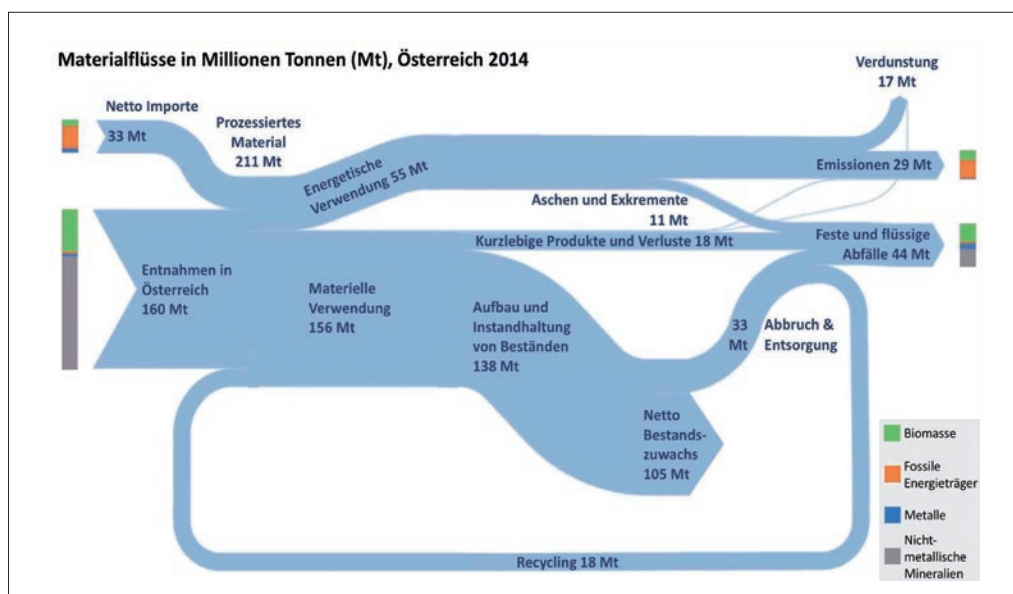 Materialflüsse in Millionen Tonnen (Mt), Österreich 2014
Verdunstung
17 Mt
Netto Importe
33 Mt
Prozessiertes
Material
211 Mt
Energetische
Verwendung 55 Mt
Emissionen 29 Mt
Aschen und Exkremente
11 Mt
Kurzlebige Produkte und Verluste 18 Mt
Feste und flüssige
Abfälle 44 Mt
Entnahmen in
Österreich
160 Mt
Materielle
Verwendung
156 Mt
Aufbau und
Instandhaltung
von Beständen
138 Mt
33
Mt
Abbruch &
Entsorgung
Netto
Bestands-
zuwachs
105 Mt
Recycling 18 Mt
Biomasse
Fossile
Energieträger
Metalle
Nicht-
metallische
Mineralien